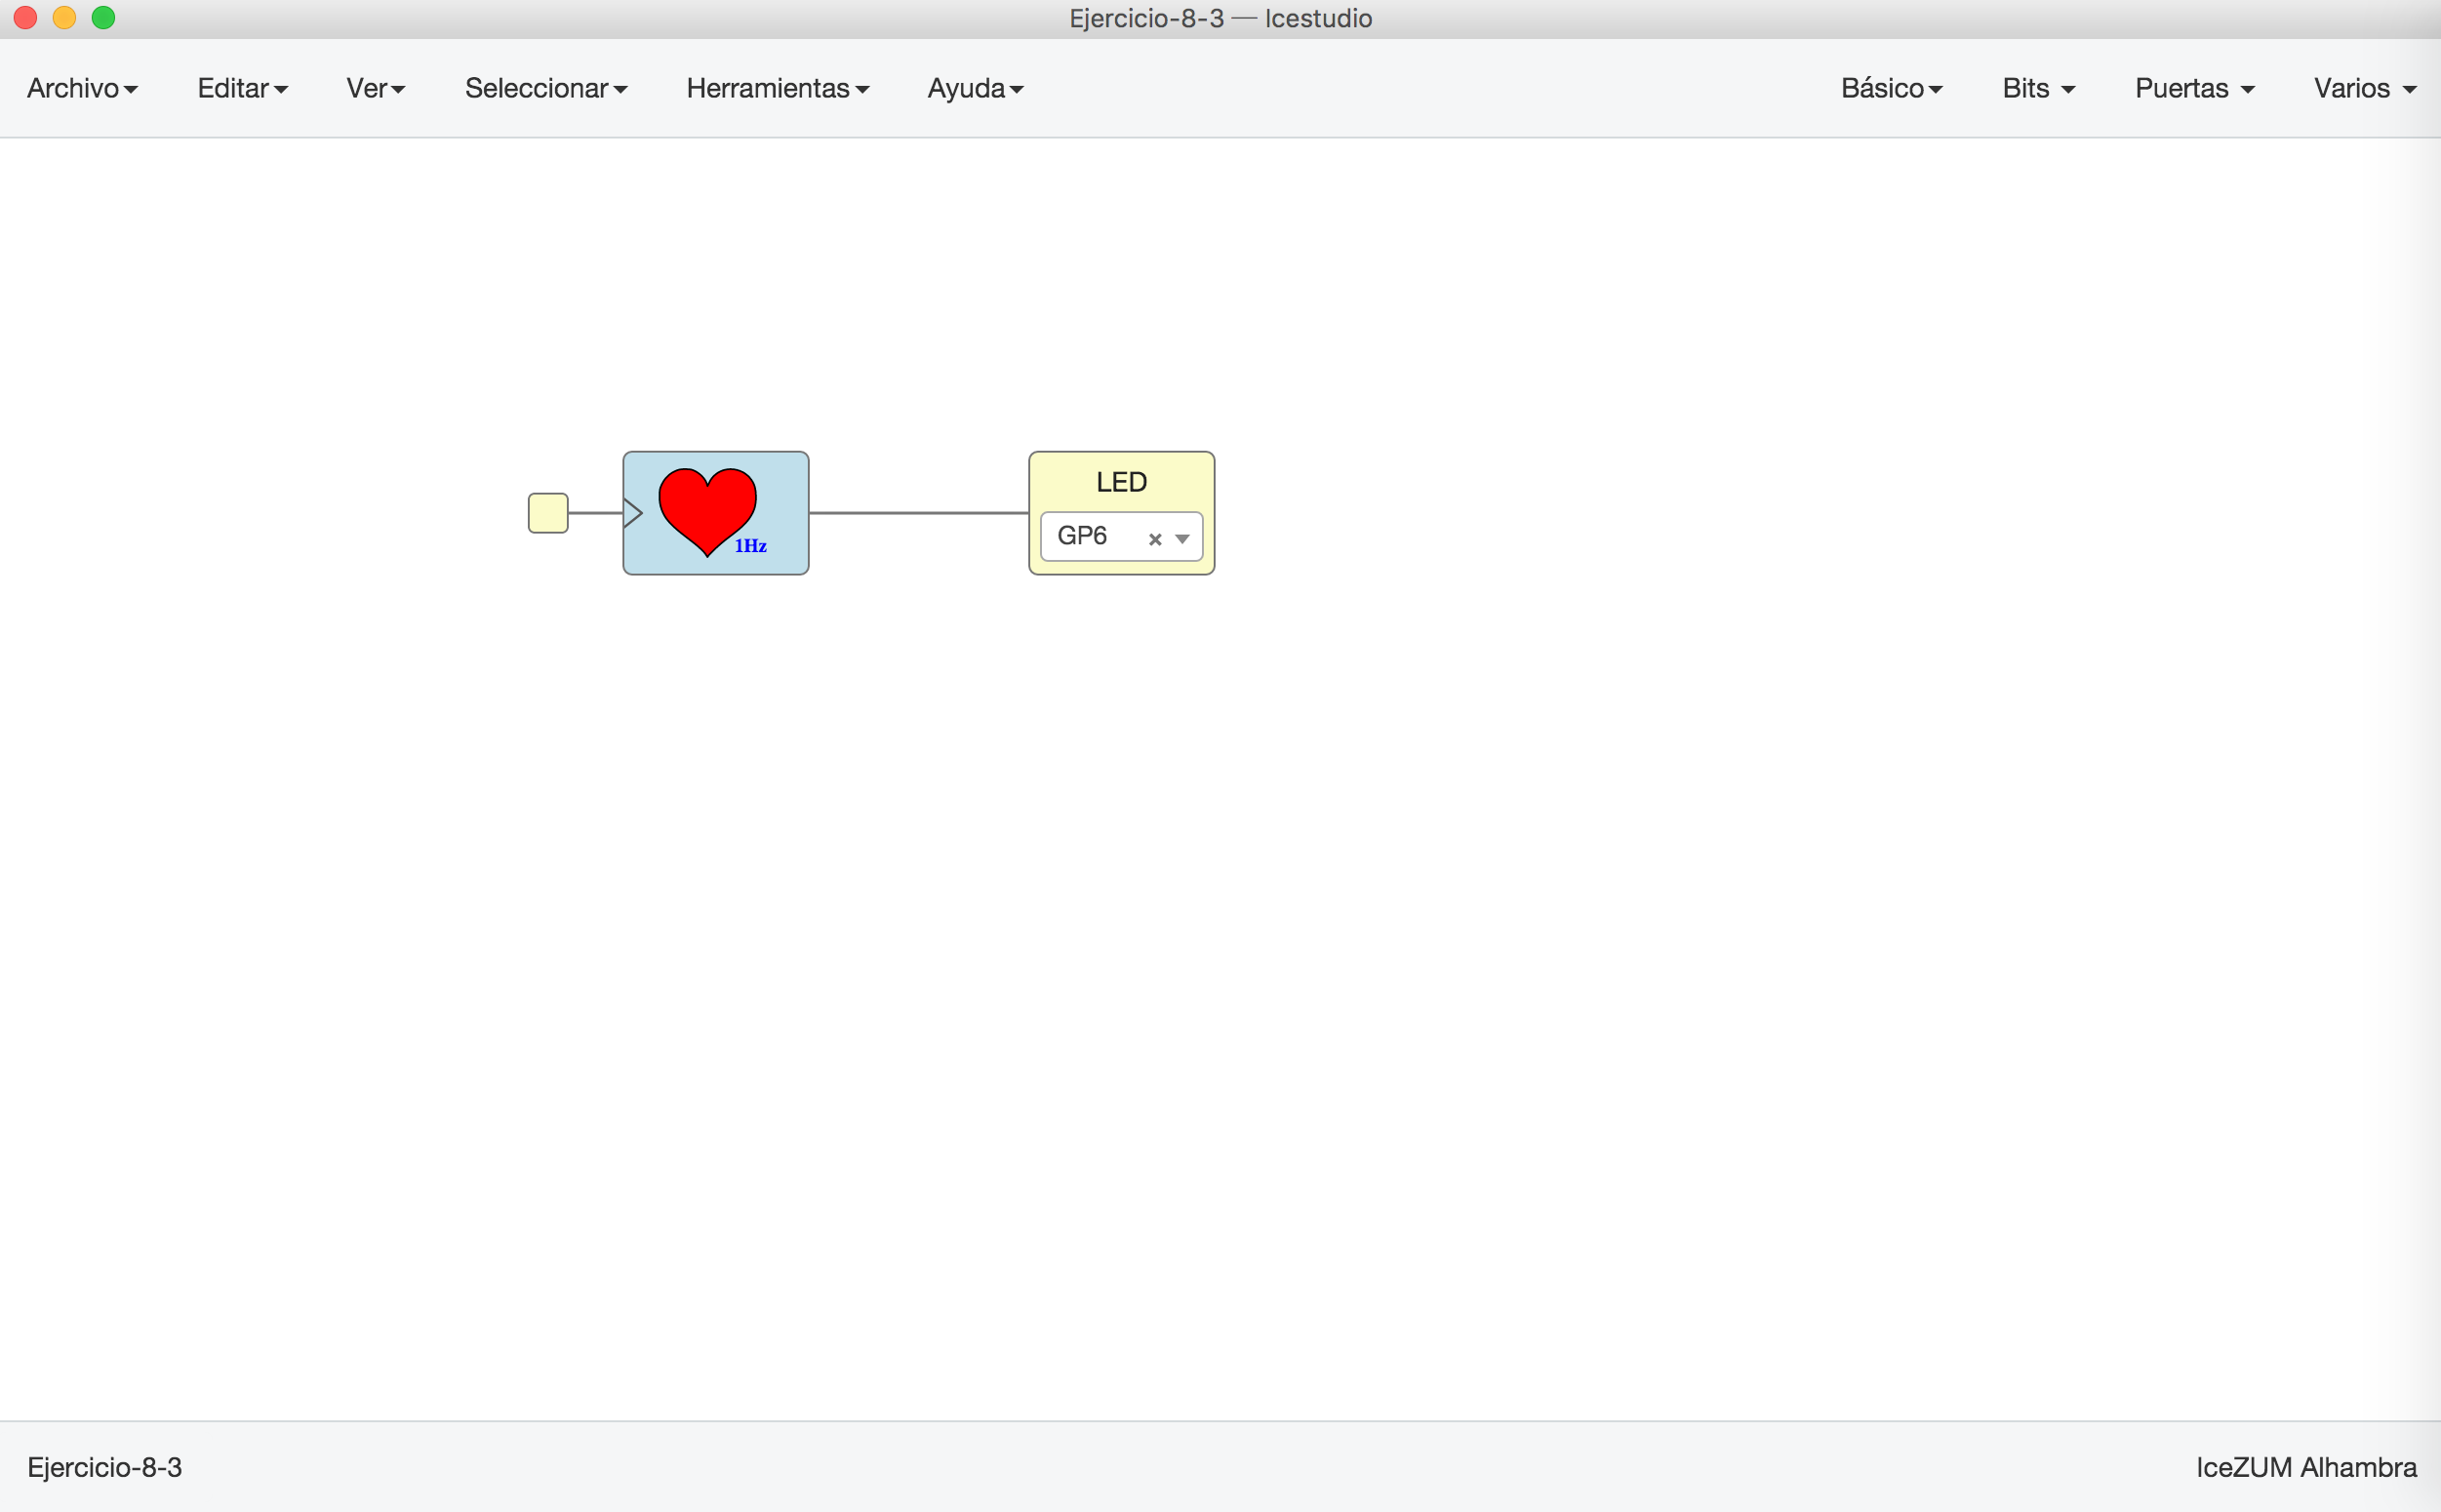 Ejercicio-8-3 — Icestudio
Archivo Editar Ver Seleccionar Herramientas Ayuda Básico Bits Puertas Varios
LED
GP6
1Hz
Ejercicio-8-3 IceZUM Alhambra